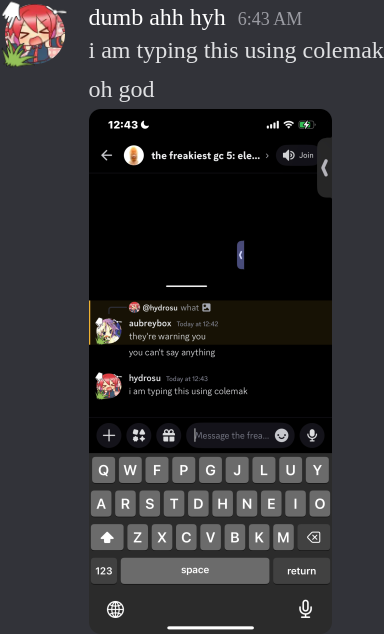 dumb ahh hyh 6:43 AM
i am typing this using colemak
oh god
12:43
the freakiest gc 5: ele... Join
@hydrosu what
aubreybox Today at 12:42
they're warning you
you can't say anything
hydrosu Today at 12:43
i am typing this using colemak
Message the frea...
Q W F P G J L U Y
A R S T D H N E I O
Z X C V B K M
123 space return